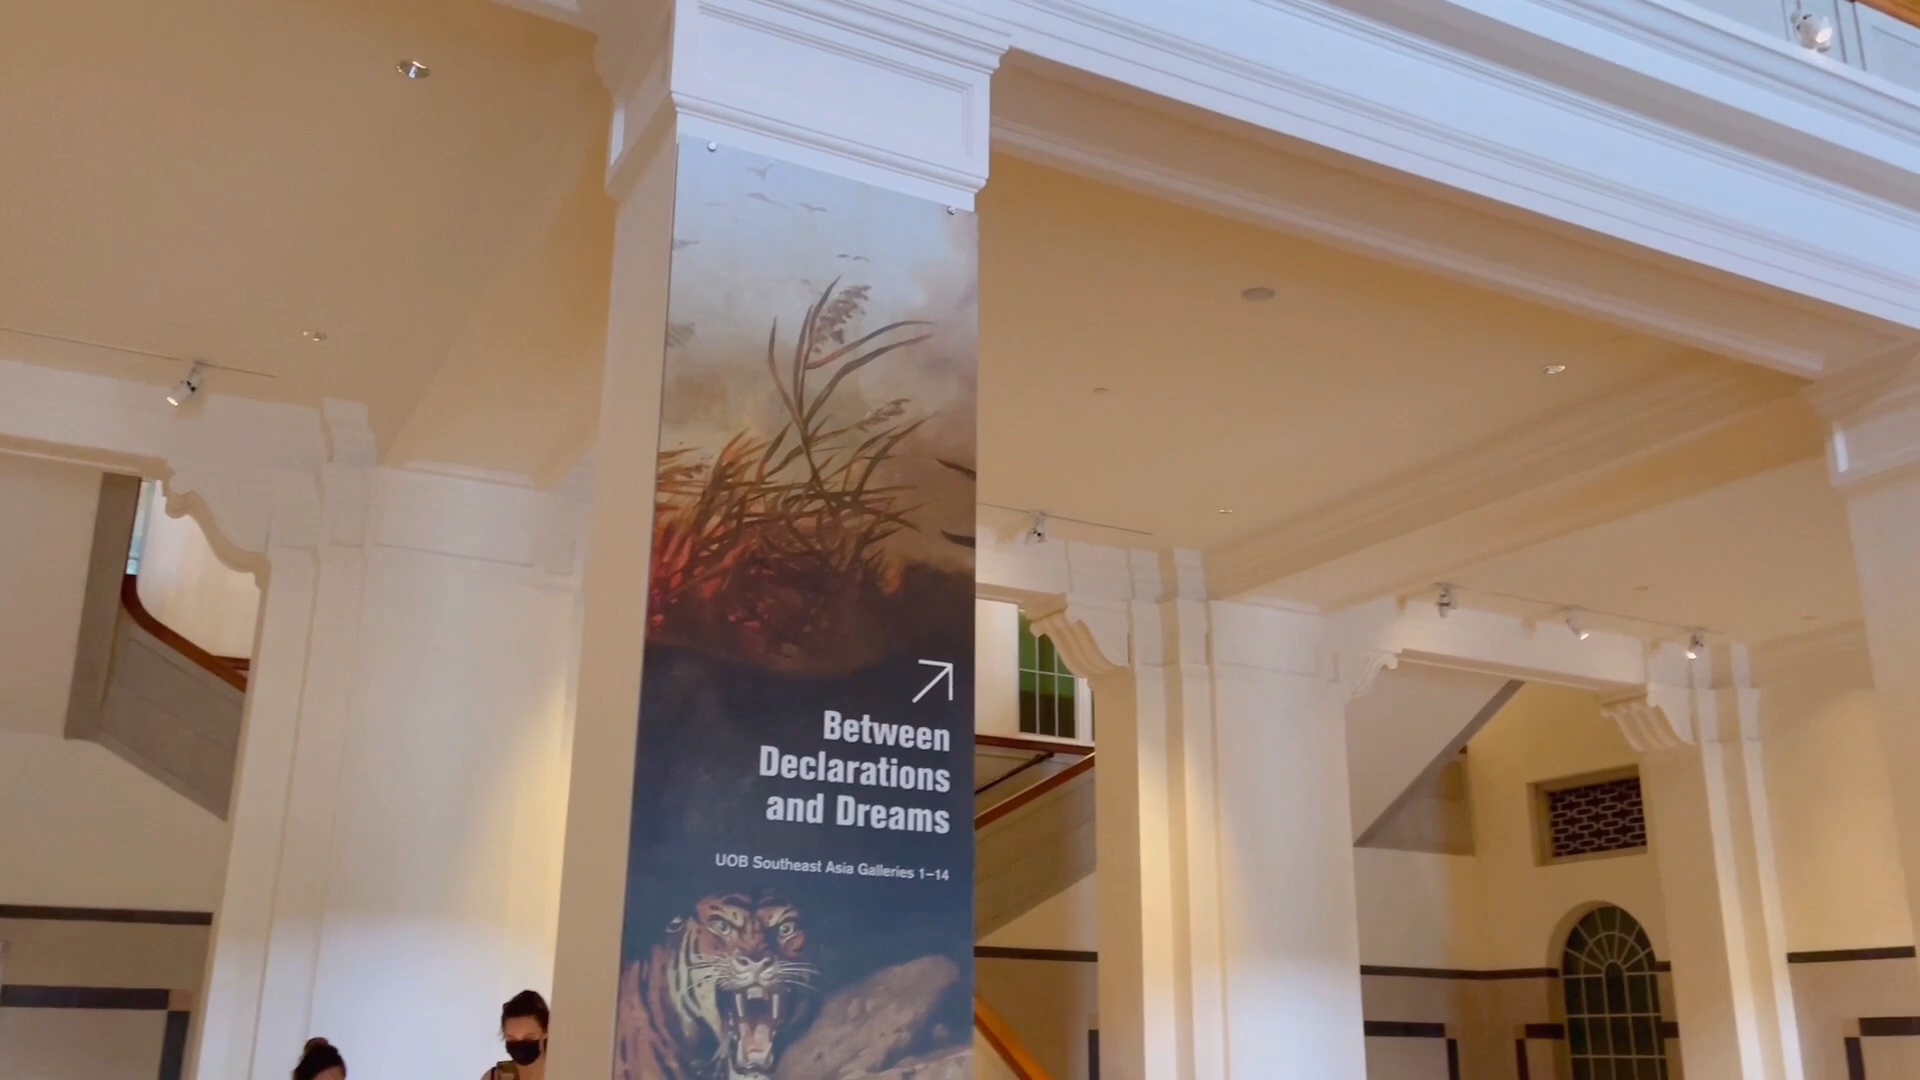 Between
Declarations
and Dreams
UOB Southeast Asia Galleries 1–14